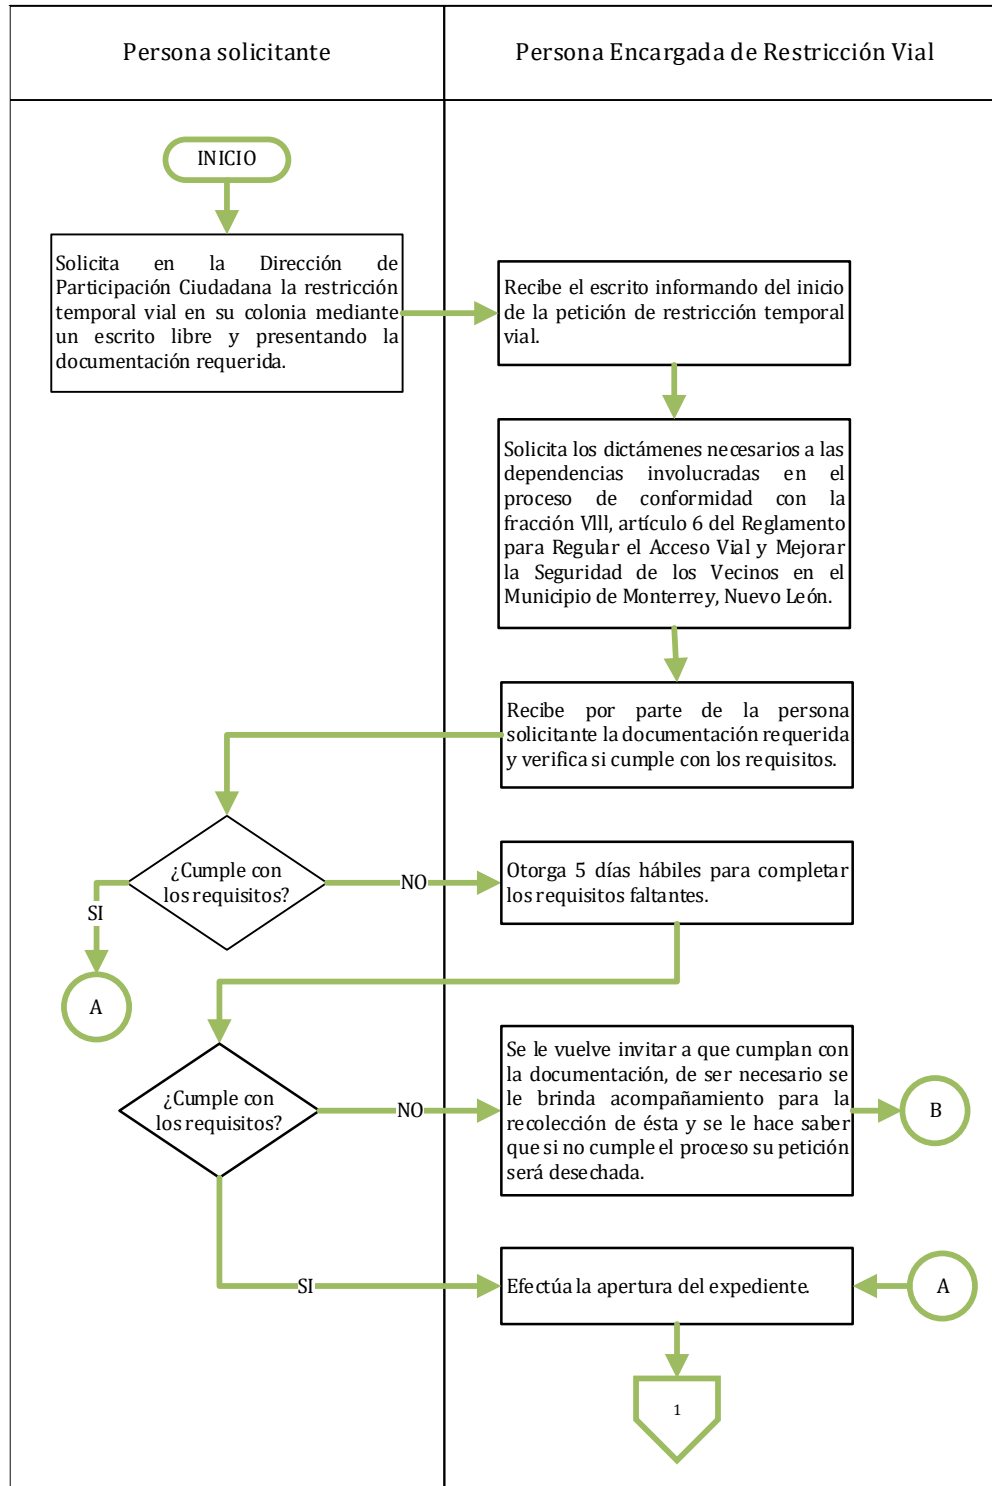 Persona solicitante
Persona Encargada de Restricción Vial
INICIO
Solicita en la Dirección de
Participación Ciudadana la restricción
temporal vial en su colonia mediante
un escrito libre y presentando la
documentación requerida.
Recibe el escrito informando del inicio
de la petición de restricción temporal
vial.
Solicita los dictámenes necesarios a las
dependencias involucradas en el
proceso de conformidad con la
fracción Vlll, artículo 6 del Reglamento
para Regular el Acceso Vial y Mejorar
la Seguridad de los Vecinos en el
Municipio de Monterrey, Nuevo León.
Recibe por parte de la persona
solicitante la documentación requerida
y verifica si cumple con los requisitos.
¿Cumple con
los requisitos?
NO
Otorga 5 días hábiles para completar
los requisitos faltantes.
SI
A
¿Cumple con
los requisitos?
NO
Se le vuelve invitar a que cumplan con
la documentación, de ser necesario se
le brinda acompañamiento para la
recolección de ésta y se le hace saber
que si no cumple el proceso su petición
será desechada.
B
SI
Efectúa la apertura del expediente.
A
1